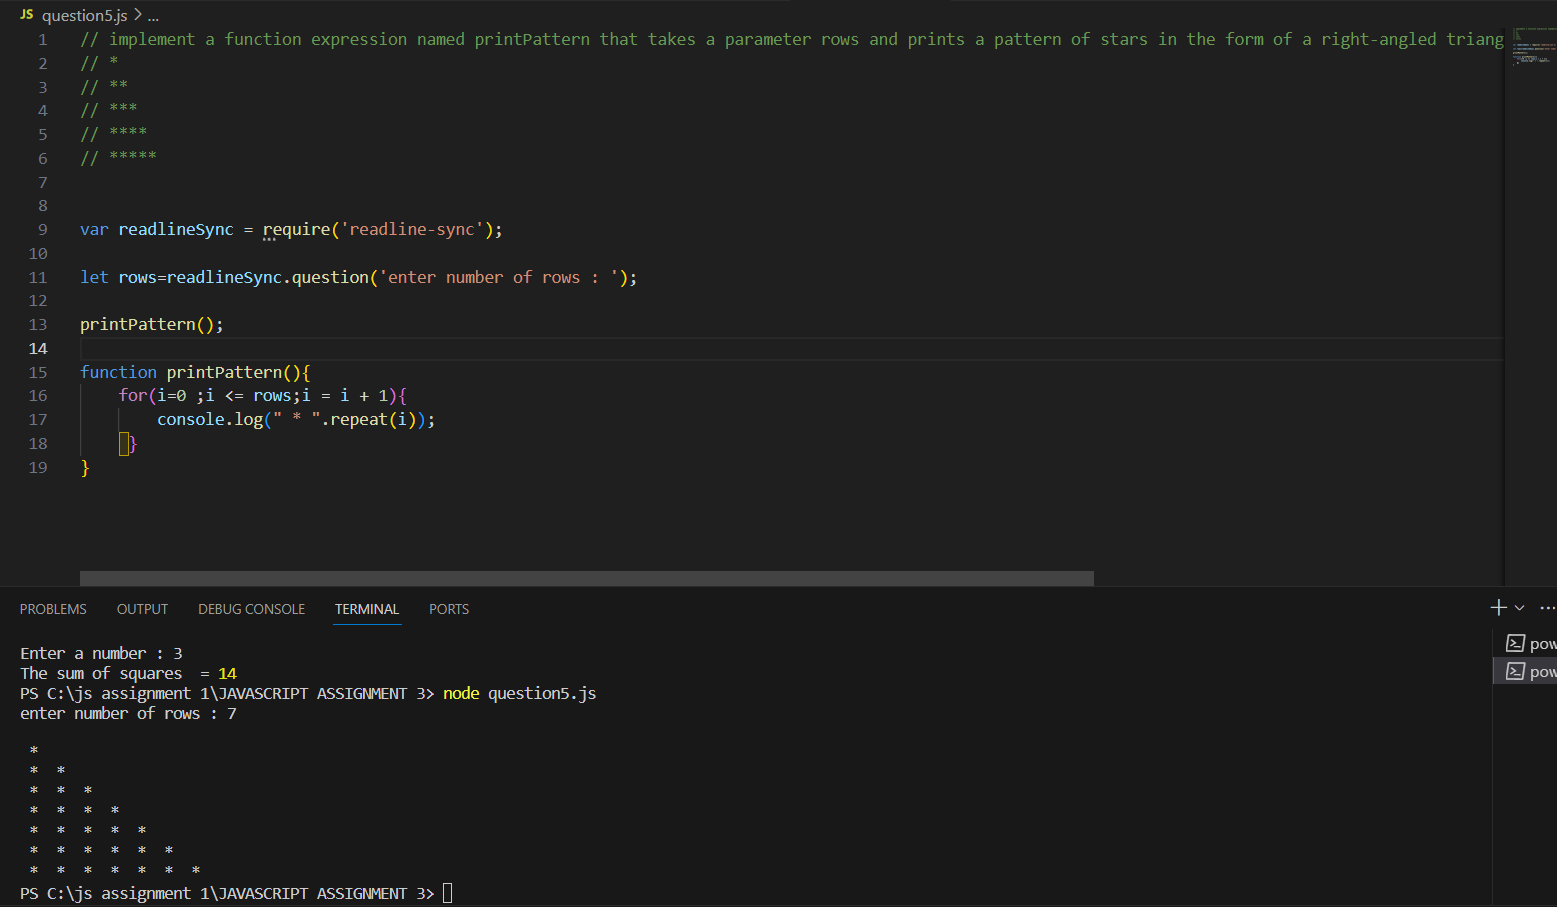 JS question5.js > ...
1 // implement a function expression named printPattern that takes a parameter rows and prints a pattern of stars in the form of a right-angled triang
2 // *
3 // **
4 // ***
5 // ****
6 // *****
7
8
9 var readlineSync = require('readline-sync');
10
11 let rows=readlineSync.question('enter number of rows : ');
12
13 printPattern();
14
15 function printPattern(){
16     for(i=0 ;i <= rows;i = i + 1){
17         console.log(" * ".repeat(i));
18     }
19 }
PROBLEMS OUTPUT DEBUG CONSOLE TERMINAL PORTS
Enter a number : 3
The sum of squares  = 14
PS C:\js assignment 1\JAVASCRIPT ASSIGNMENT 3> node question5.js
enter number of rows : 7
 *
 *  *
 *  *  *
 *  *  *  *
 *  *  *  *  *
 *  *  *  *  *  *
 *  *  *  *  *  *  *
PS C:\js assignment 1\JAVASCRIPT ASSIGNMENT 3>
pow
pow